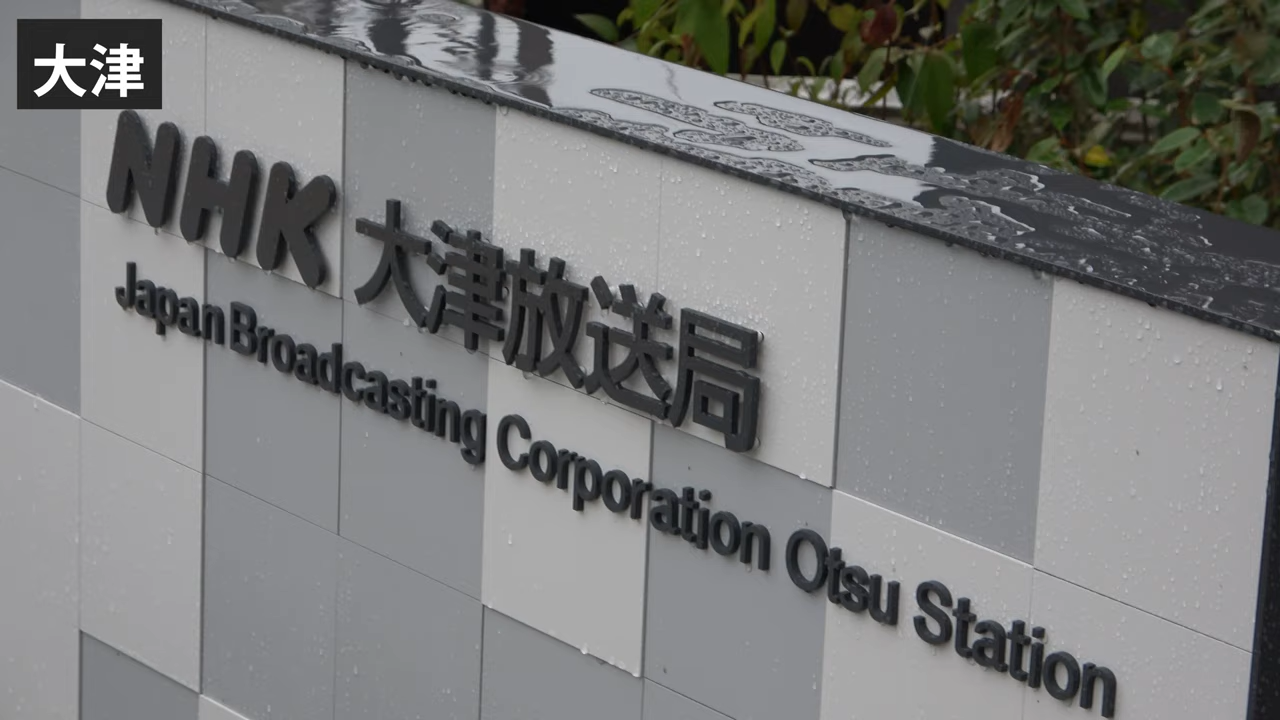 大津
NHK 大津放送局
Japan Broadcasting Corporation Otsu Station